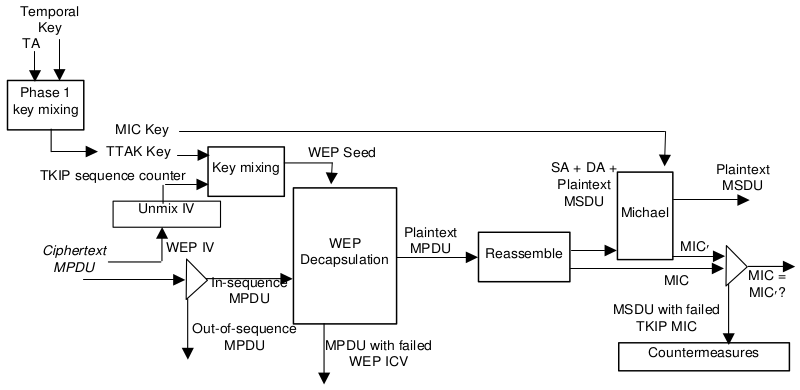 Temporal
Key
TA
Phase 1
key mixing
MIC Key
TTAK Key
Key mixing
WEP Seed
TKIP sequence counter
Unmix IV
WEP IV
Ciphertext
MPDU
In-sequence
MPDU
Out-of-sequence
MPDU
WEP
Decapsulation
MPDU with failed
WEP ICV
Plaintext
MPDU
Reassemble
SA + DA +
Plaintext
MSDU
Michael
Plaintext
MSDU
MIC′
MIC
MIC =
MIC′?
MSDU with failed
TKIP MIC
Countermeasures